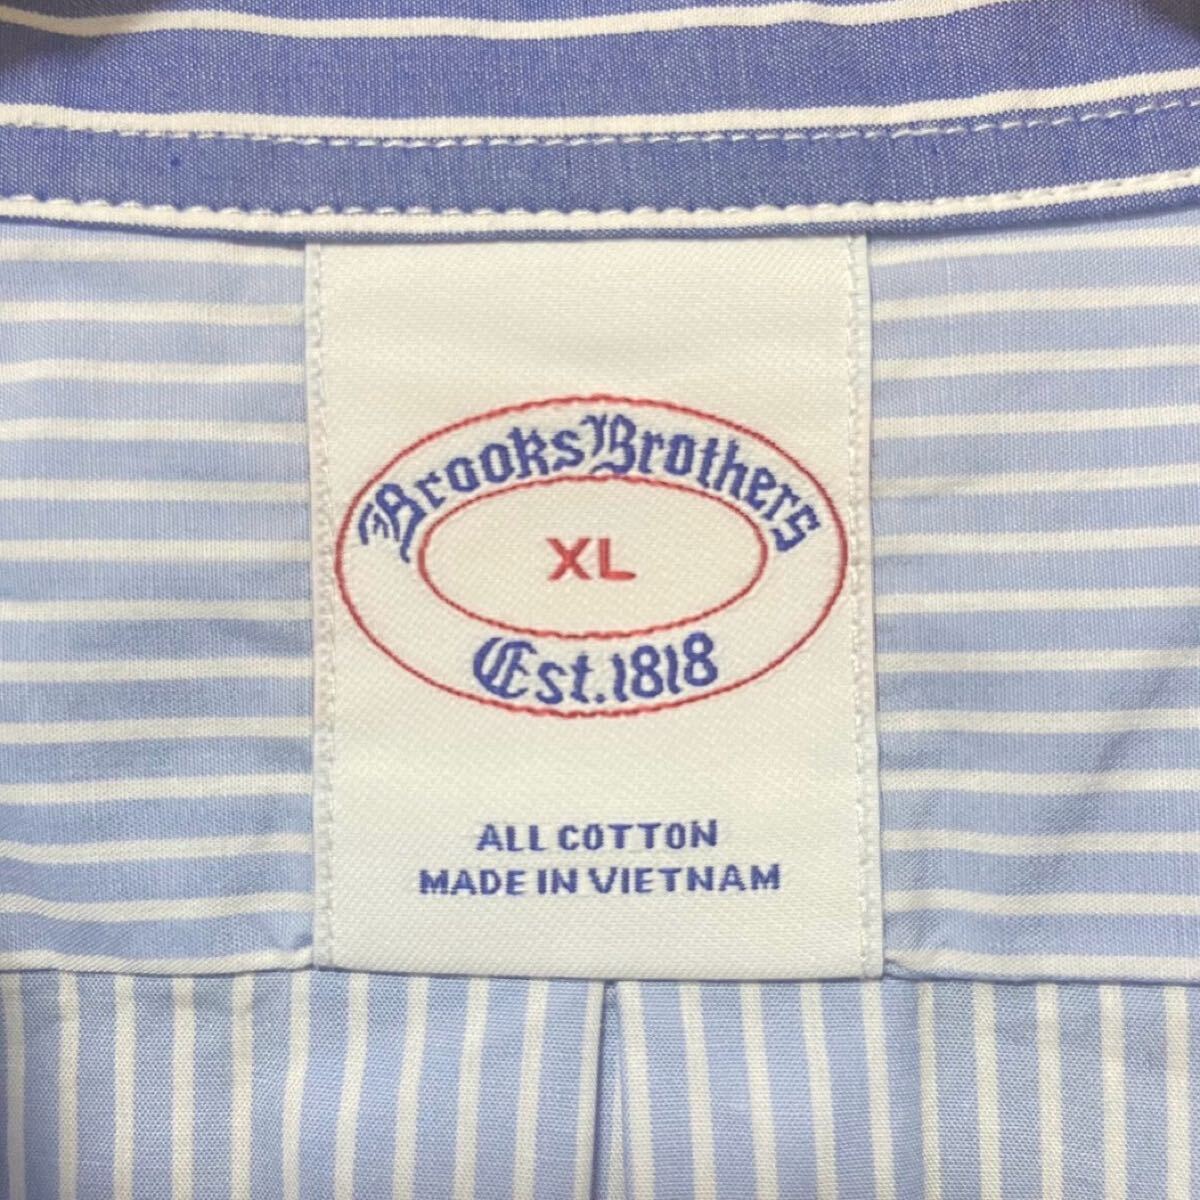 Brooks Brothers
XL
Est. 1818
ALL COTTON
MADE IN VIETNAM